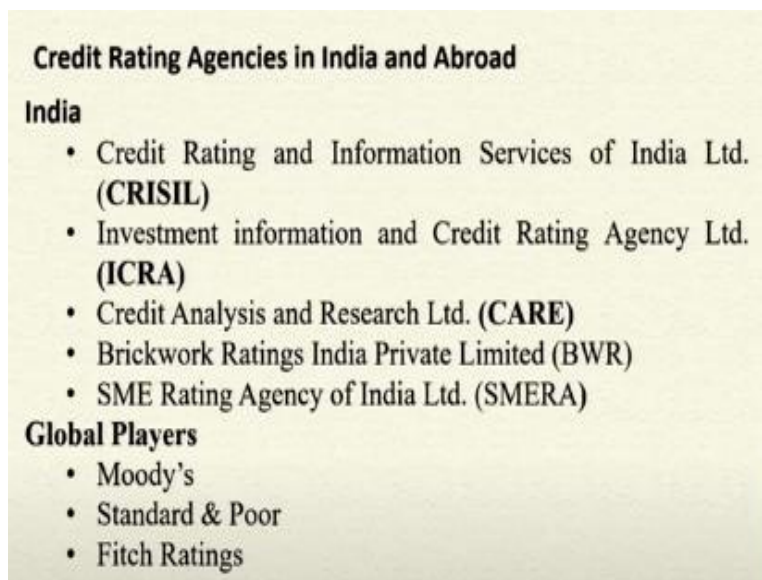 Credit Rating Agencies in India and Abroad
India
• Credit Rating and Information Services of India Ltd.
(CRISIL)
• Investment information and Credit Rating Agency Ltd.
(ICRA)
• Credit Analysis and Research Ltd. (CARE)
• Brickwork Ratings India Private Limited (BWR)
• SME Rating Agency of India Ltd. (SMERA)
Global Players
• Moody's
• Standard & Poor
• Fitch Ratings